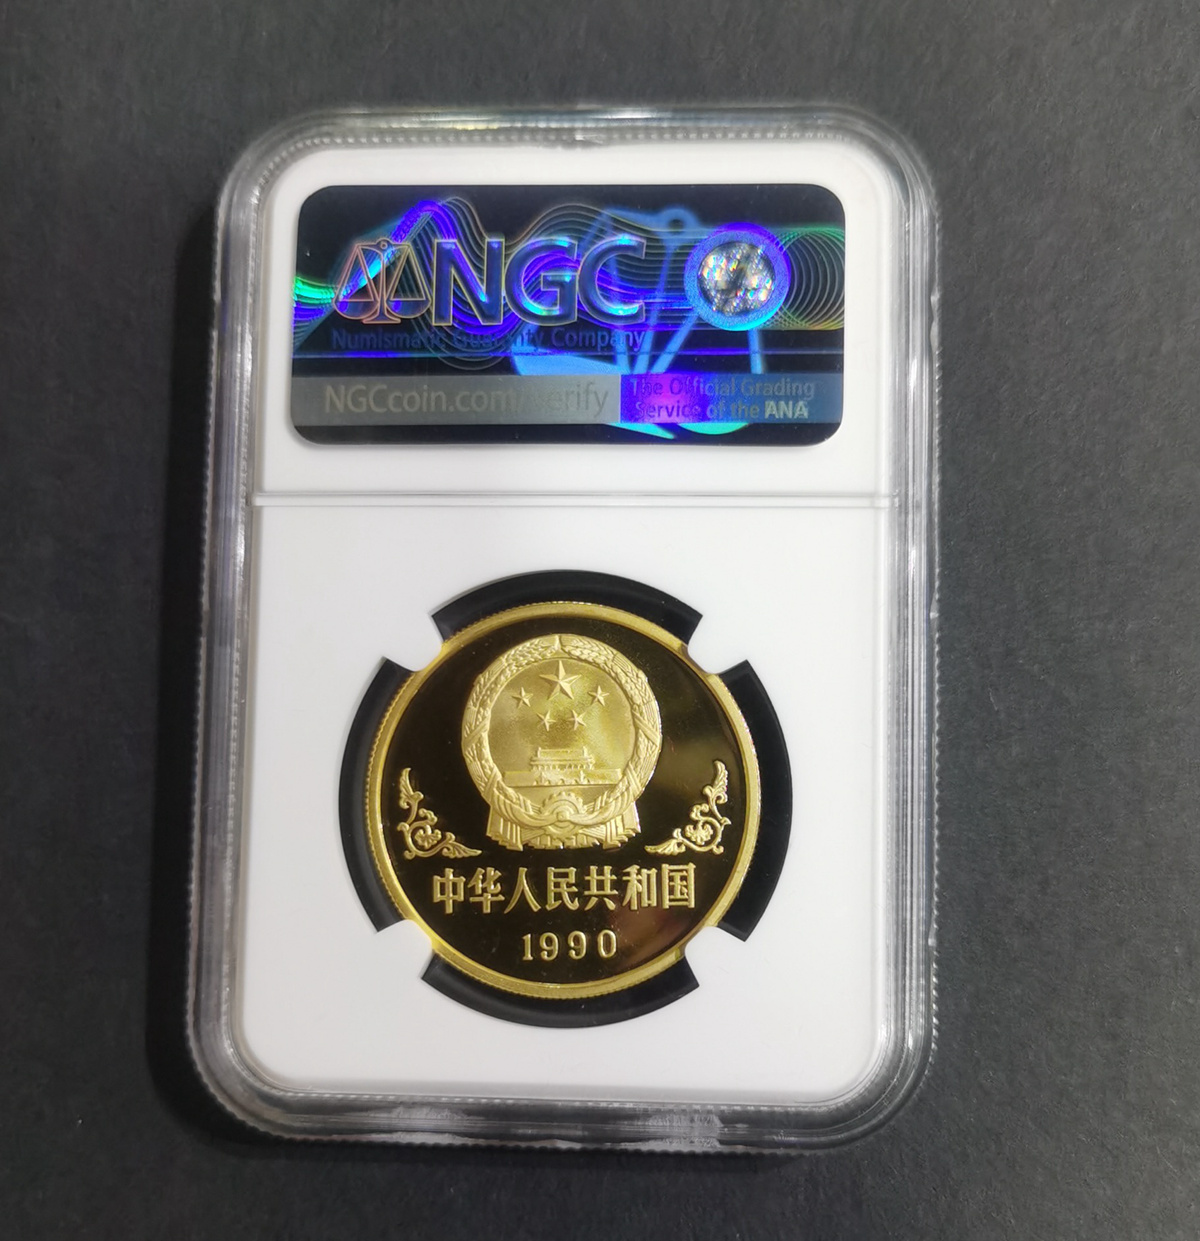 NGC
Numismatic Guaranty Company
NGCcoin.com/verify
The Official Grading
Service of the ANA
中华人民共和国
1990